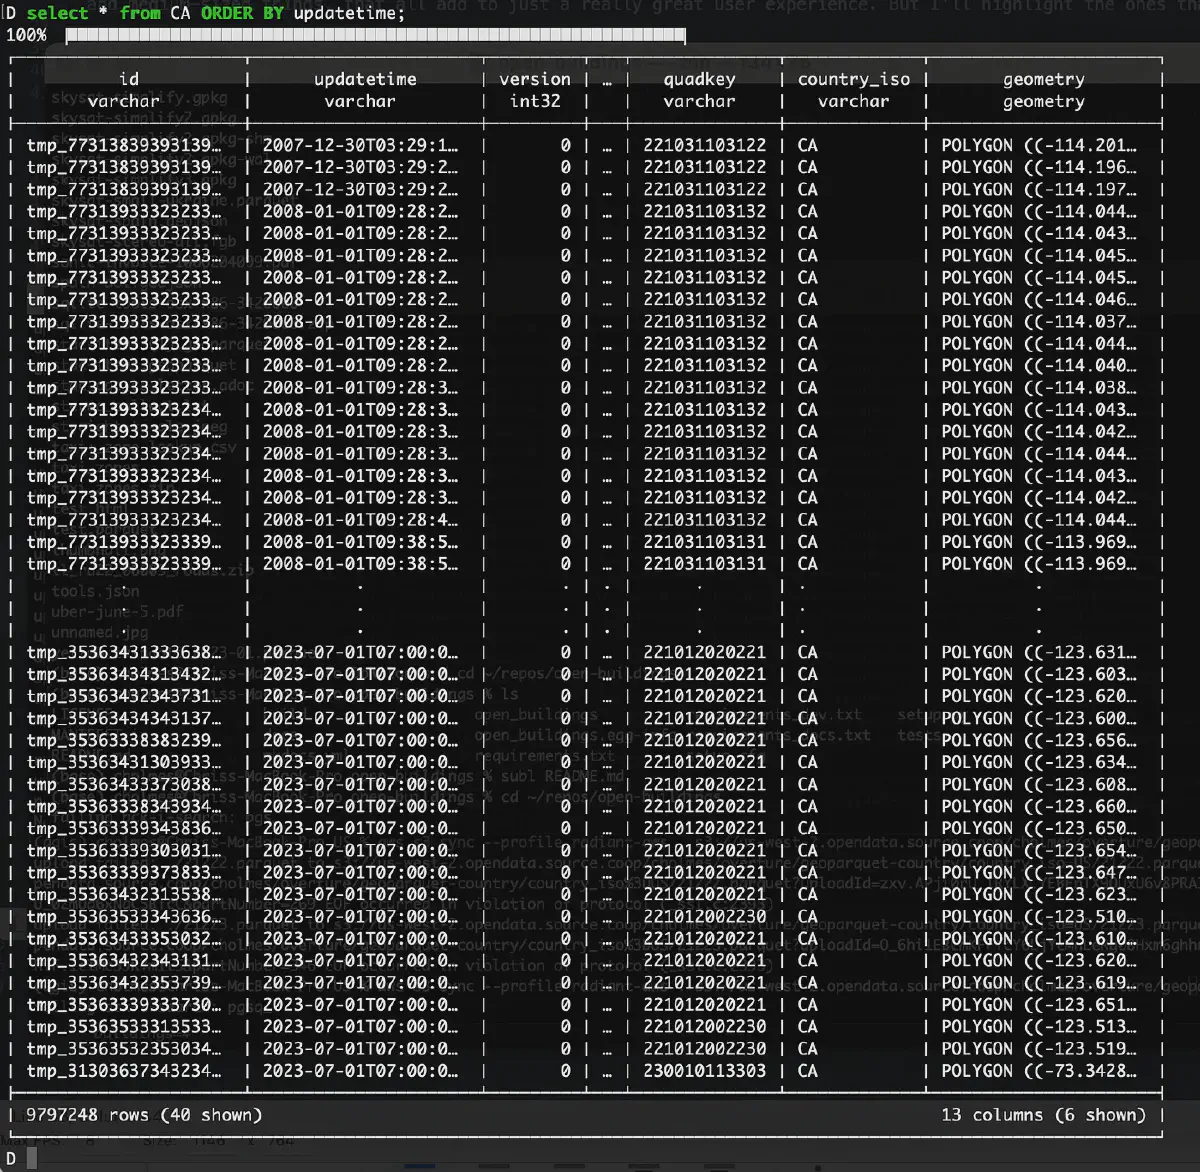 D select * from CA ORDER BY updatetime;
100%
id updatetime version … quadkey country_iso geometry
varchar varchar int32 varchar varchar geometry
tmp_77313839393139… 2007-12-30T03:29:1… 0 … 221031103122 CA POLYGON ((-114.201…
tmp_77313839393139… 2007-12-30T03:29:2… 0 … 221031103122 CA POLYGON ((-114.196…
tmp_77313839393139… 2007-12-30T03:29:2… 0 … 221031103122 CA POLYGON ((-114.197…
tmp_77313933323233… 2008-01-01T09:28:2… 0 … 221031103132 CA POLYGON ((-114.044…
tmp_77313933323233… 2008-01-01T09:28:2… 0 … 221031103132 CA POLYGON ((-114.043…
tmp_77313933323233… 2008-01-01T09:28:2… 0 … 221031103132 CA POLYGON ((-114.045…
tmp_77313933323233… 2008-01-01T09:28:2… 0 … 221031103132 CA POLYGON ((-114.045…
tmp_77313933323233… 2008-01-01T09:28:2… 0 … 221031103132 CA POLYGON ((-114.046…
tmp_77313933323233… 2008-01-01T09:28:2… 0 … 221031103132 CA POLYGON ((-114.037…
tmp_77313933323233… 2008-01-01T09:28:2… 0 … 221031103132 CA POLYGON ((-114.044…
tmp_77313933323233… 2008-01-01T09:28:2… 0 … 221031103132 CA POLYGON ((-114.040…
tmp_77313933323233… 2008-01-01T09:28:3… 0 … 221031103132 CA POLYGON ((-114.038…
tmp_77313933323234… 2008-01-01T09:28:3… 0 … 221031103132 CA POLYGON ((-114.043…
tmp_77313933323234… 2008-01-01T09:28:3… 0 … 221031103132 CA POLYGON ((-114.042…
tmp_77313933323234… 2008-01-01T09:28:3… 0 … 221031103132 CA POLYGON ((-114.044…
tmp_77313933323234… 2008-01-01T09:28:3… 0 … 221031103132 CA POLYGON ((-114.043…
tmp_77313933323234… 2008-01-01T09:28:3… 0 … 221031103132 CA POLYGON ((-114.042…
tmp_77313933323234… 2008-01-01T09:28:4… 0 … 221031103132 CA POLYGON ((-114.044…
tmp_77313933323339… 2008-01-01T09:38:5… 0 … 221031103131 CA POLYGON ((-113.969…
tmp_77313933323339… 2008-01-01T09:38:5… 0 … 221031103131 CA POLYGON ((-113.969…
. . . . . . .
. . . . . . .
. . . . . . .
tmp_35363431333638… 2023-07-01T07:00:0… 0 … 221012020221 CA POLYGON ((-123.631…
tmp_35363434313432… 2023-07-01T07:00:0… 0 … 221012020221 CA POLYGON ((-123.603…
tmp_35363432343731… 2023-07-01T07:00:0… 0 … 221012020221 CA POLYGON ((-123.620…
tmp_35363434343137… 2023-07-01T07:00:0… 0 … 221012020221 CA POLYGON ((-123.600…
tmp_35363338383239… 2023-07-01T07:00:0… 0 … 221012020221 CA POLYGON ((-123.656…
tmp_35363431303933… 2023-07-01T07:00:0… 0 … 221012020221 CA POLYGON ((-123.634…
tmp_35363433373938… 2023-07-01T07:00:0… 0 … 221012020221 CA POLYGON ((-123.608…
tmp_35363338343934… 2023-07-01T07:00:0… 0 … 221012020221 CA POLYGON ((-123.660…
tmp_35363339343836… 2023-07-01T07:00:0… 0 … 221012020221 CA POLYGON ((-123.650…
tmp_35363339303031… 2023-07-01T07:00:0… 0 … 221012020221 CA POLYGON ((-123.654…
tmp_35363339373833… 2023-07-01T07:00:0… 0 … 221012020221 CA POLYGON ((-123.647…
2023-07-01T07:00:0… 0 … 221012020221 CA POLYGON ((-123.623…
tmp_35363533343636… 2023-07-01T07:00:0… 0 … 221012002230 CA POLYGON ((-123.510…
tmp_35363433353032… 2023-07-01T07:00:0… 0 … 221012020221 CA POLYGON ((-123.610…
tmp_35363432343131… 2023-07-01T07:00:0… 0 … 221012020221 CA POLYGON ((-123.620…
tmp_35363432353739… 2023-07-01T07:00:0… 0 … 221012020221 CA POLYGON ((-123.619…
tmp_35363339333730… 2023-07-01T07:00:0… 0 … 221012020221 CA POLYGON ((-123.651…
tmp_35363533313533… 2023-07-01T07:00:0… 0 … 221012002230 CA POLYGON ((-123.513…
tmp_35363532353034… 2023-07-01T07:00:0… 0 … 221012002230 CA POLYGON ((-123.519…
tmp_31303637343234… 2023-07-01T07:00:0… 0 … 230010113303 CA POLYGON ((-73.3428…
9797248 rows (40 shown) 13 columns (6 shown)
D